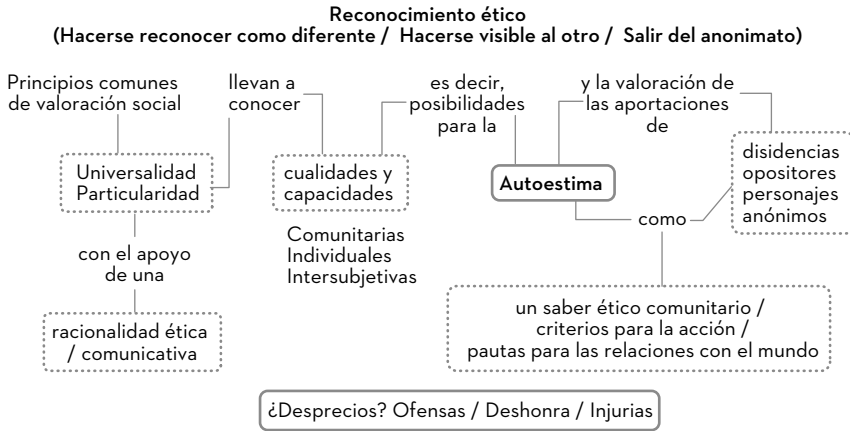 Reconocimiento ético
(Hacerse reconocer como diferente / Hacerse visible al otro / Salir del anonimato)
Principios comunes
de valoración social
llevan a
conocer
es decir,
posibilidades
para la
y la valoración de
las aportaciones
de
Universalidad
Particularidad
cualidades y
capacidades
Autoestima
disidencias
opositores
personajes
anónimos
Comunitarias
Individuales
Intersubjetivas
como
con el apoyo
de una
racionalidad ética
/ comunicativa
un saber ético comunitario /
criterios para la acción /
pautas para las relaciones con el mundo
¿Desprecios? Ofensas / Deshonra / Injurias